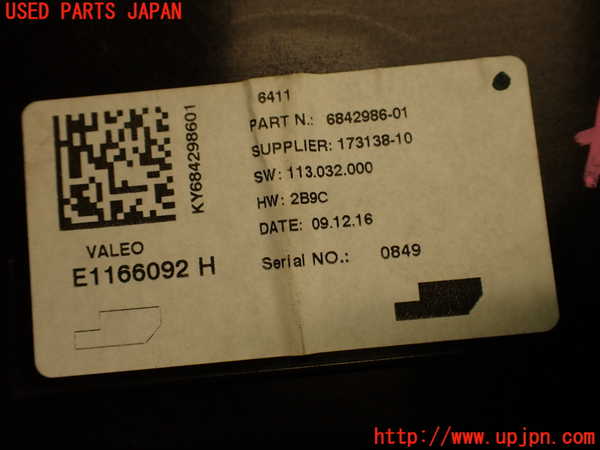 USED PARTS JAPAN
6411
PART N.: 6842986-01
SUPPLIER: 173138-10
SW: 113.032.000
HW: 2B9C
DATE: 09.12.16
Serial NO.: 0849
KY684298601
VALEO
E1166092 H
http://www.upjpn.com/